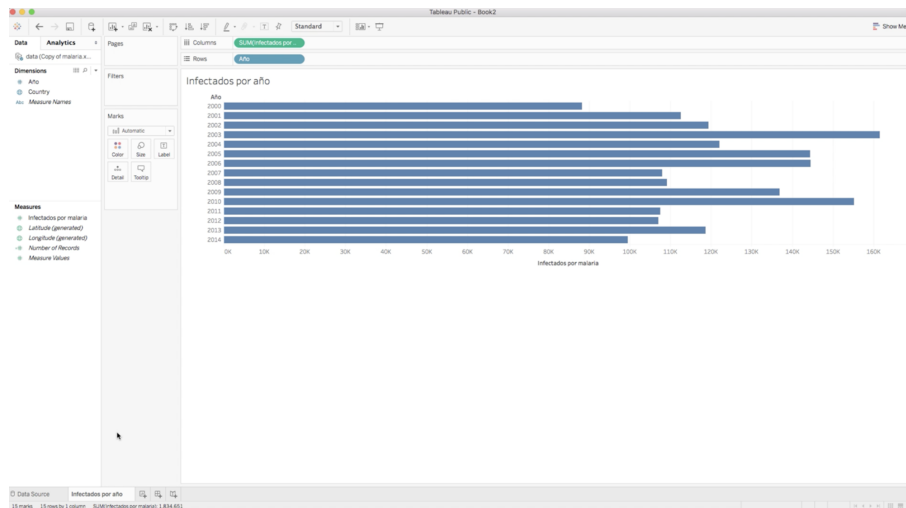 Tableau Public - Book2
Standard
Show Me
Data
Analytics
Pages
Columns
SUM(Infectados por ..
data (Copy of malaria.x...
Rows
Año
Dimensions
Filters
Infectados por año
Año
Country
Abc Measure Names
Año
2000
2001
2002
2003
2004
2005
2006
2007
2008
2009
2010
2011
2012
2013
2014
Marks
Automatic
Color
Size
Label
Detail
Tooltip
Measures
Infectados por malaria
Latitude (generated)
Longitude (generated)
Number of Records
Measure Values
0K 10K 20K 30K 40K 50K 60K 70K 80K 90K 100K 110K 120K 130K 140K 150K 160K
Infectados por malaria
Data Source
Infectados por año
15 marks 15 rows by 1 column SUM(Infectados por malaria): 1.834.651